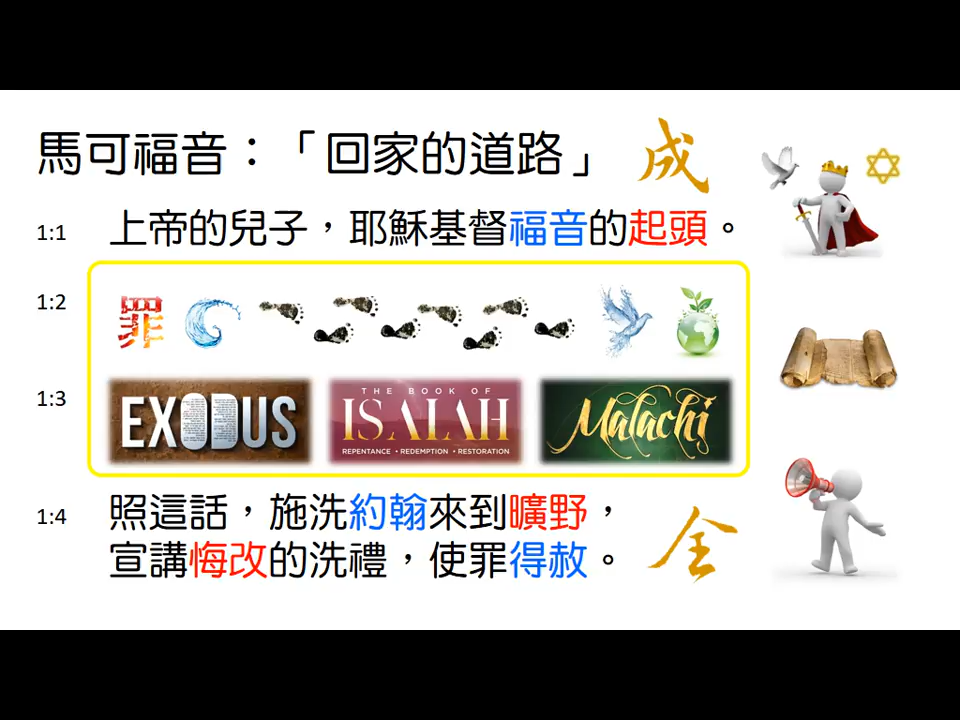 馬可福音：「回家的道路」 成
1:1 上帝的兒子，耶穌基督福音的起頭。
1:2 罪
1:3 EXODUS
THE BOOK OF
ISAIAH
REPENTANCE • REDEMPTION • RESTORATION
Malachi
1:4 照這話，施洗約翰來到曠野，
宣講悔改的洗禮，使罪得赦。 全